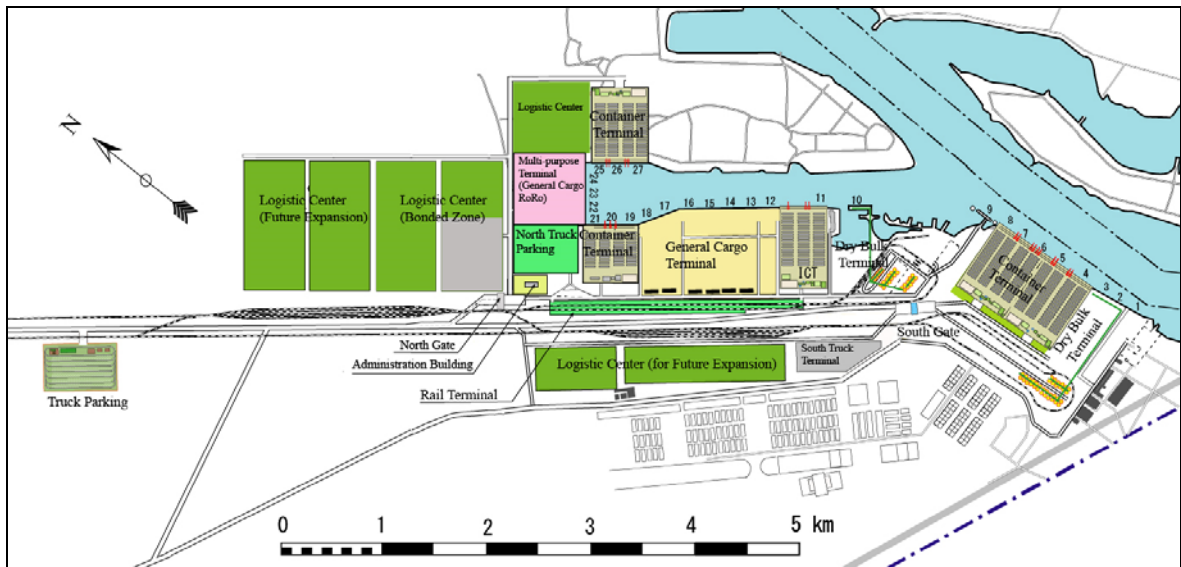 N
Logistic Center
Container
Terminal
Multi-purpose
Terminal
(General Cargo
RoRo)
25 26 27
24
23
22
21 20 19 18 17 16 15 14 13 12 11
10
9
8
7
6
5
4
3
2
1
Logistic Center
(Future Expansion)
Logistic Center
(Bonded Zone)
North Truck
Parking
Container
Terminal
General Cargo
Terminal
ICT
Dry Bulk
Terminal
Container
Terminal
Dry Bulk
Terminal
South Gate
North Gate
Administration Building
Rail Terminal
Logistic Center (for Future Expansion)
South Truck
Terminal
Truck Parking
0 1 2 3 4 5 km